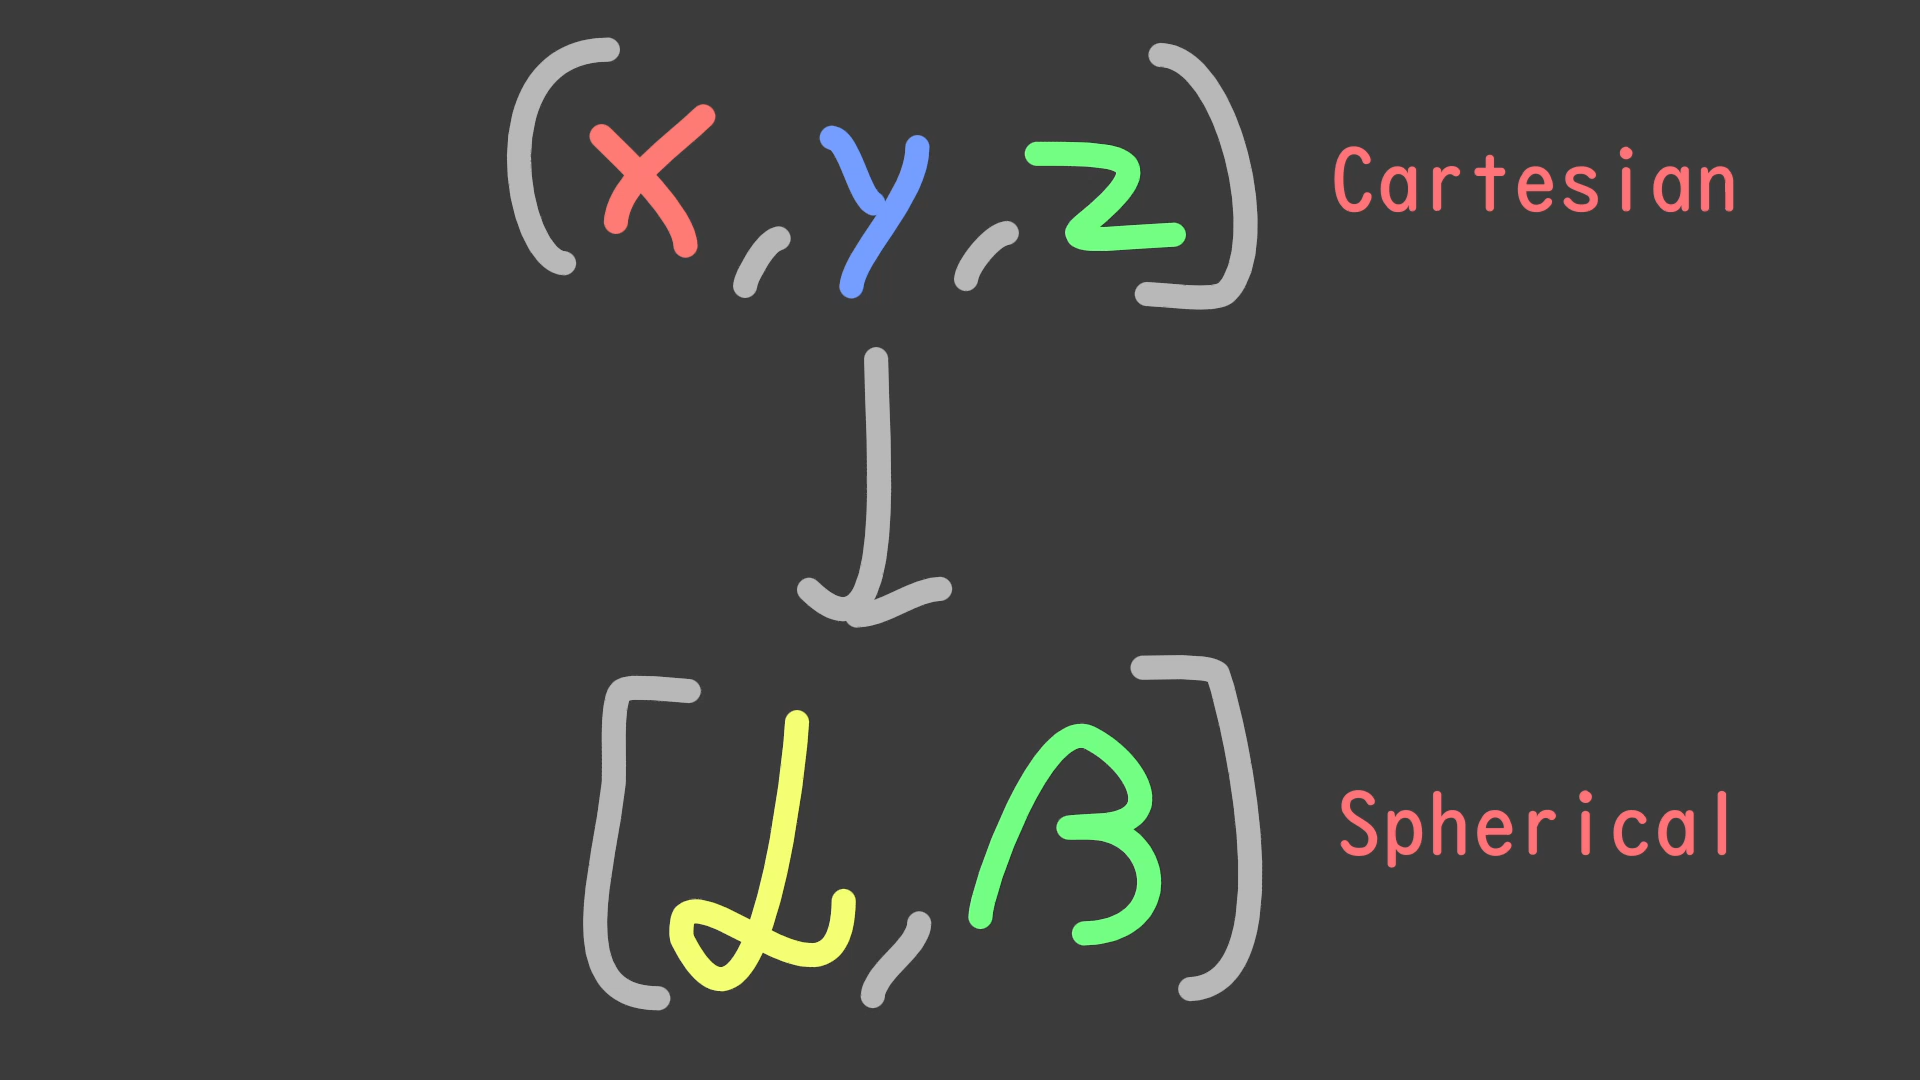 (x,y,z) Cartesian
↓
[α,β] Spherical